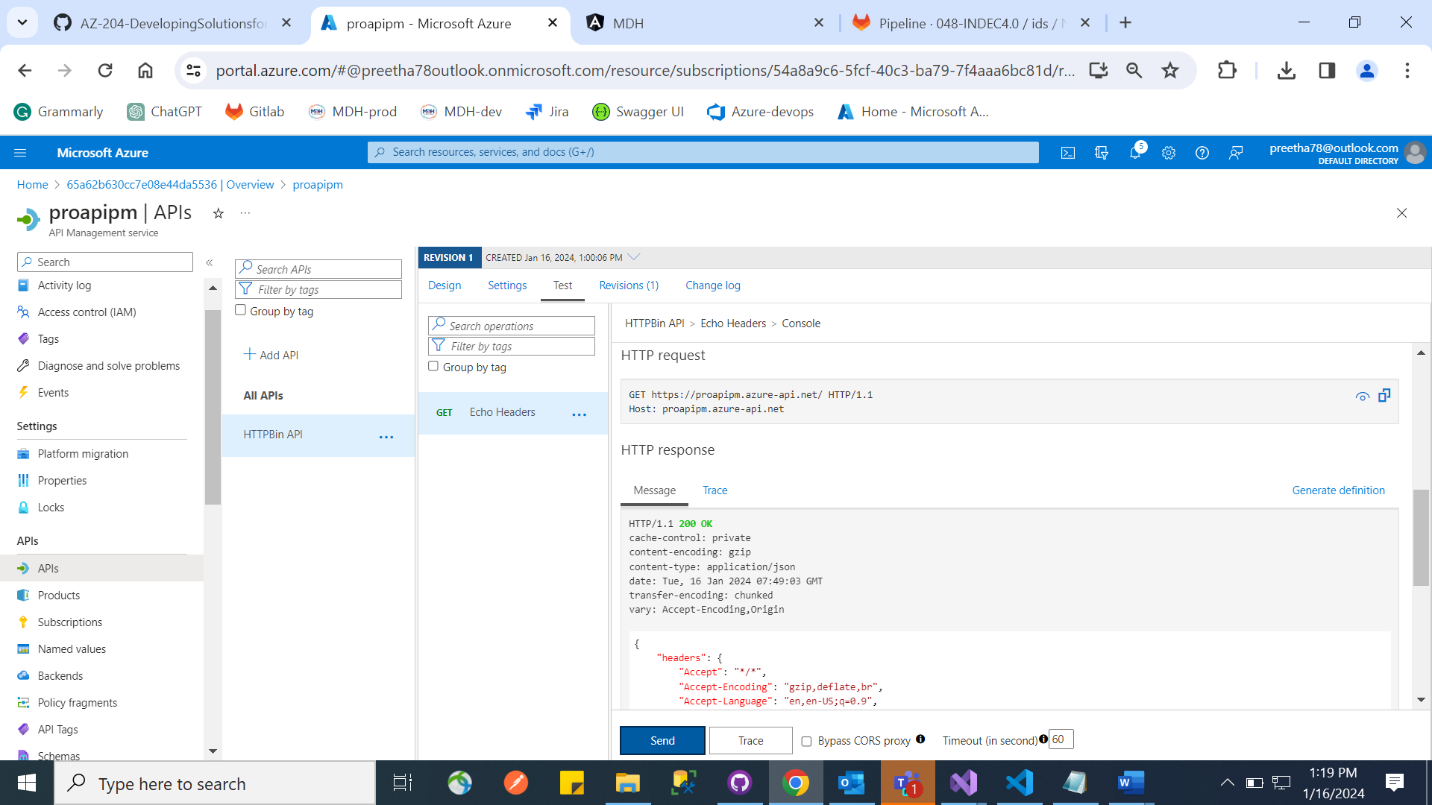 AZ-204-DevelopingSolutionsfo
proapipm - Microsoft Azure
MDH
Pipeline · 048-INDEC4.0 / ids / N
portal.azure.com/#@preetha78outlook.onmicrosoft.com/resource/subscriptions/54a8a9c6-5fcf-40c3-ba79-7f4aaa6bc81d/r...
Grammarly
ChatGPT
Gitlab
MDH-prod
MDH-dev
Jira
Swagger UI
Azure-devops
Home - Microsoft A...
Microsoft Azure
Search resources, services, and docs (G+/)
5
preetha78@outlook.com
DEFAULT DIRECTORY
Home > 65a62b630cc7e08e44da5536 | Overview > proapipm
proapipm | APIs
API Management service
Search
Activity log
Access control (IAM)
Tags
Diagnose and solve problems
Events
Settings
Platform migration
Properties
Locks
APIs
APIs
Products
Subscriptions
Named values
Backends
Policy fragments
API Tags
Schemas
Search APIs
Filter by tags
Group by tag
+ Add API
All APIs
HTTPBin API
REVISION 1 CREATED Jan 16, 2024, 1:00:06 PM
Design Settings Test Revisions (1) Change log
Search operations
Filter by tags
Group by tag
GET Echo Headers
HTTPBin API > Echo Headers > Console
HTTP request
GET https://proapipm.azure-api.net/ HTTP/1.1
Host: proapipm.azure-api.net
HTTP response
Message Trace Generate definition
HTTP/1.1 200 OK
cache-control: private
content-encoding: gzip
content-type: application/json
date: Tue, 16 Jan 2024 07:49:03 GMT
transfer-encoding: chunked
vary: Accept-Encoding,Origin
{
"headers": {
"Accept": "*/*",
"Accept-Encoding": "gzip,deflate,br",
"Accept-Language": "en,en-US;q=0.9",
Send Trace Bypass CORS proxy Timeout (in second) 60
Type here to search
1
1:19 PM
1/16/2024